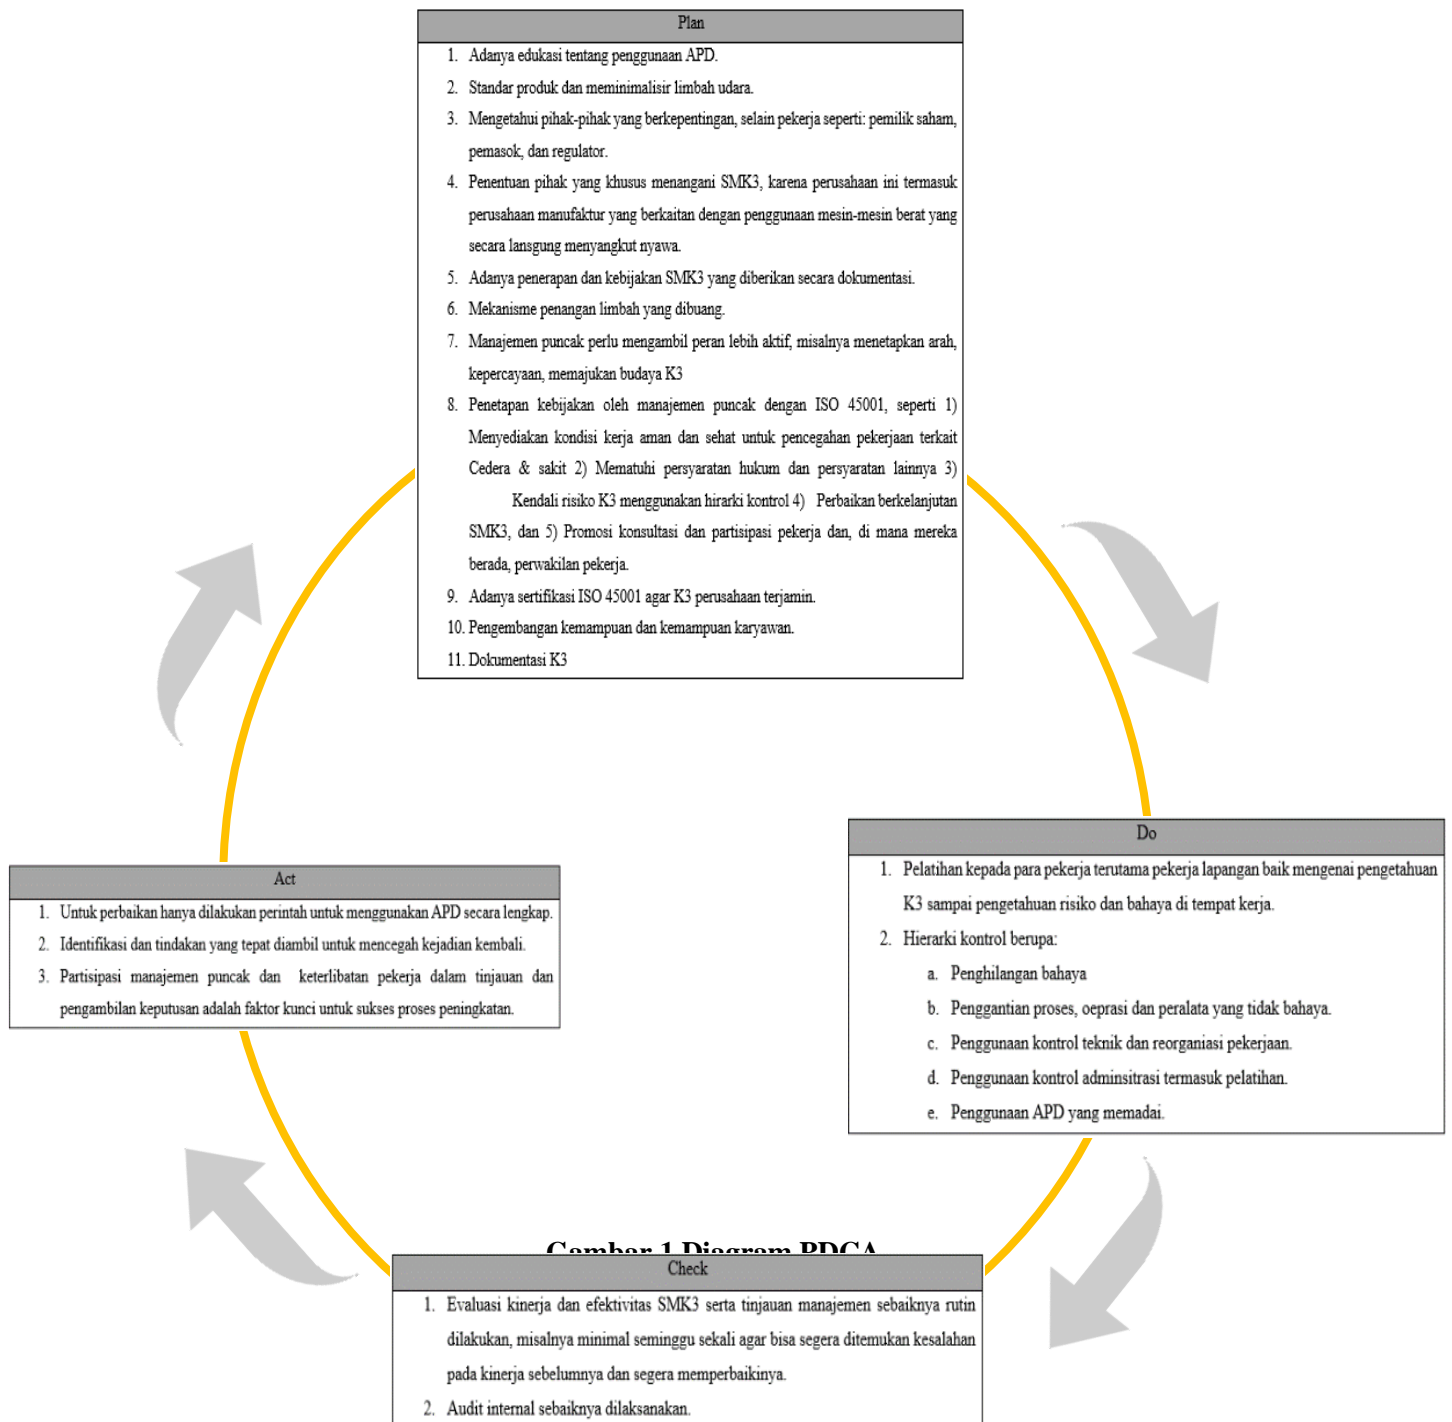 Plan
1. Adanya edukasi tentang penggunaan APD.
2. Standar produk dan meminimalisir limbah udara.
3. Mengetahui pihak-pihak yang berkepentingan, selain pekerja seperti: pemilik saham,
pemasok, dan regulator.
4. Penentuan pihak yang khusus menangani SMK3, karena perusahaan ini termasuk
perusahaan manufaktur yang berkaitan dengan penggunaan mesin-mesin berat yang
secara lansgung menyangkut nyawa.
5. Adanya penerapan dan kebijakan SMK3 yang diberikan secara dokumentasi.
6. Mekanisme penangan limbah yang dibuang.
7. Manajemen puncak perlu mengambil peran lebih aktif, misalnya menetapkan arah,
kepercayaan, memajukan budaya K3
8. Penetapan kebijakan oleh manajemen puncak dengan ISO 45001, seperti 1)
Menyediakan kondisi kerja aman dan sehat untuk pencegahan pekerjaan terkait
Cedera & sakit 2) Mematuhi persyaratan hukum dan persyaratan lainnya 3)
Kendali risiko K3 menggunakan hirarki kontrol 4) Perbaikan berkelanjutan
SMK3, dan 5) Promosi konsultasi dan partisipasi pekerja dan, di mana mereka
berada, perwakilan pekerja.
9. Adanya sertifikasi ISO 45001 agar K3 perusahaan terjamin.
10. Pengembangan kemampuan dan kemampuan karyawan.
11. Dokumentasi K3
Do
1. Pelatihan kepada para pekerja terutama pekerja lapangan baik mengenai pengetahuan
K3 sampai pengetahuan risiko dan bahaya di tempat kerja.
2. Hierarki kontrol berupa:
a. Penghilangan bahaya
b. Penggantian proses, oeprasi dan peralata yang tidak bahaya.
c. Penggunaan kontrol teknik dan reorganiasi pekerjaan.
d. Penggunaan kontrol adminsitrasi termasuk pelatihan.
e. Penggunaan APD yang memadai.
Act
1. Untuk perbaikan hanya dilakukan perintah untuk menggunakan APD secara lengkap.
2. Identifikasi dan tindakan yang tepat diambil untuk mencegah kejadian kembali.
3. Partisipasi manajemen puncak dan keterlibatan pekerja dalam tinjauan dan
pengambilan keputusan adalah faktor kunci untuk sukses proses peningkatan.
Gambar 1 Diagram PDCA
Check
1. Evaluasi kinerja dan efektivitas SMK3 serta tinjauan manajemen sebaiknya rutin
dilakukan, misalnya minimal seminggu sekali agar bisa segera ditemukan kesalahan
pada kinerja sebelumnya dan segera memperbaikinya.
2. Audit internal sebaiknya dilaksanakan.